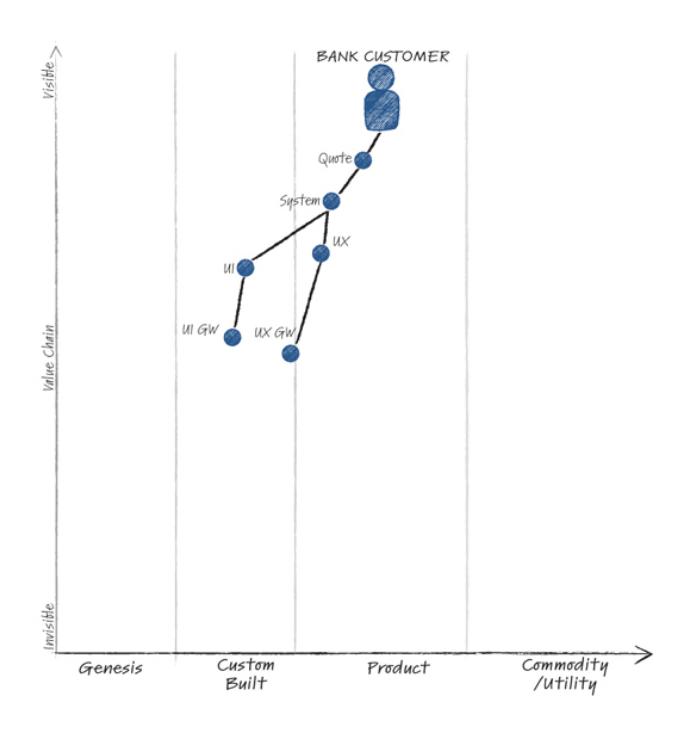 BANK CUSTOMER
Visible
Quote
System
UX
UI
UI GW
UX GW
Value Chain
Invisible
Genesis
Custom
Built
Product
Commodity
/Utility